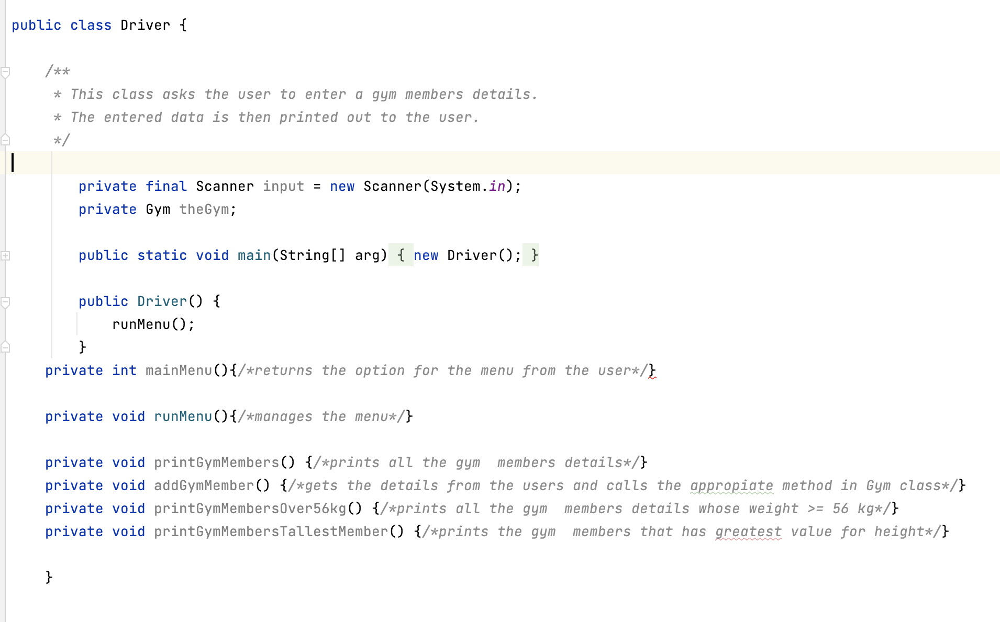 public class Driver {
/**
* This class asks the user to enter a gym members details.
* The entered data is then printed out to the user.
*/
private final Scanner input = new Scanner(System.in);
private Gym theGym;
public static void main(String[] arg) { new Driver(); }
public Driver() {
runMenu();
}
private int mainMenu(){/*returns the option for the menu from the user*/}
private void runMenu(){/*manages the menu*/}
private void printGymMembers() {/*prints all the gym  members details*/}
private void addGymMember() {/*gets the details from the users and calls the appropiate method in Gym class*/}
private void printGymMembersOver56kg() {/*prints all the gym  members details whose weight >= 56 kg*/}
private void printGymMembersTallestMember() {/*prints the gym  members that has greatest value for height*/}
}